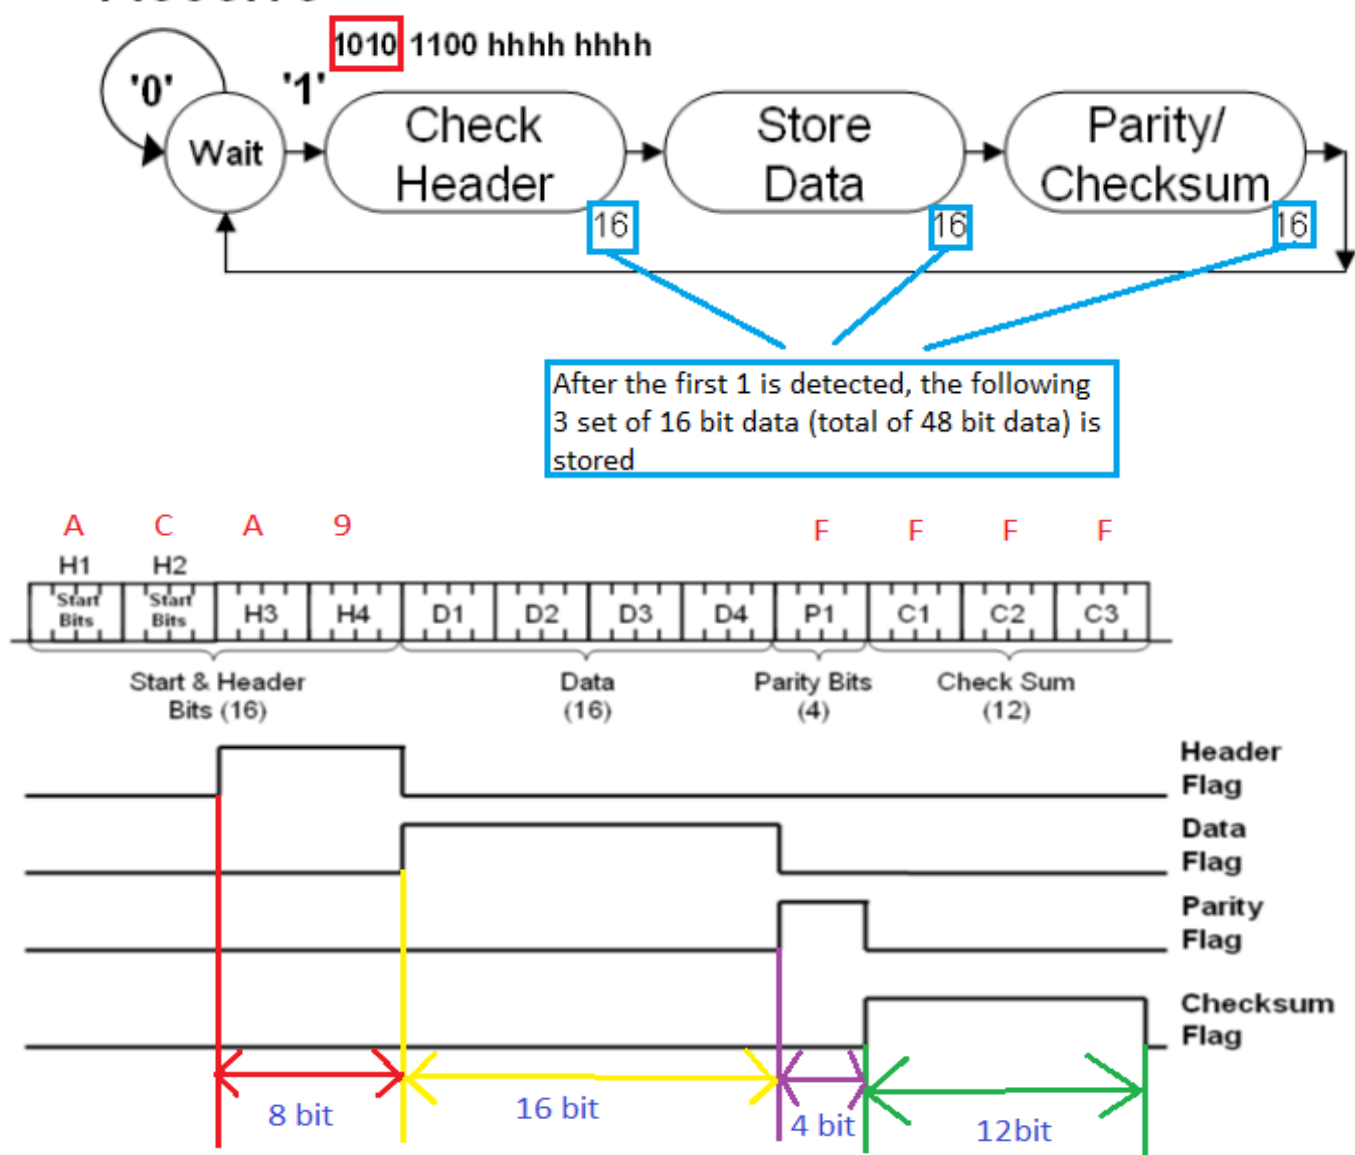 1010 1100 hhhh hhhh
'0' '1'
Wait
Check
Header
16
Store
Data
16
Parity/
Checksum
16
After the first 1 is detected, the following
3 set of 16 bit data (total of 48 bit data) is
stored
A C A 9 F F F F
H1 H2
Start
Bits
Start
Bits
H3 H4 D1 D2 D3 D4 P1 C1 C2 C3
Start & Header
Bits (16)
Data
(16)
Parity Bits
(4)
Check Sum
(12)
Header
Flag
Data
Flag
Parity
Flag
Checksum
Flag
8 bit
16 bit
4 bit
12bit